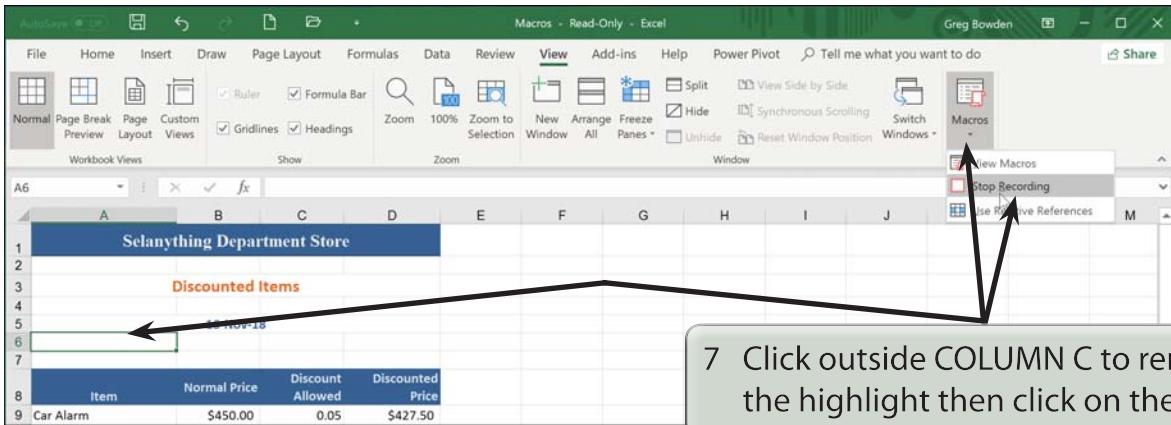 AutoSave Off Macros - Read-Only - Excel Greg Bowden
File Home Insert Draw Page Layout Formulas Data Review View Add-ins Help Power Pivot Tell me what you want to do Share
Normal Page Break Preview Page Layout Custom Views
Ruler Formula Bar
Gridlines Headings
Zoom 100% Zoom to Selection
New Window Arrange All Freeze Panes
Split
Hide
Unhide
View Side by Side
Synchronous Scrolling
Reset Window Position
Switch Windows
Macros
Workbook Views Show Zoom Window
View Macros
Stop Recording
Use References
A6 fx
A B C D E F G H I J M
1 Selanything Department Store
2
3 Discounted Items
4
5 Nov-18
6
7
8 Item Normal Price Discount Allowed Discounted Price
9 Car Alarm $450.00 0.05 $427.50
7 Click outside COLUMN C to
the highlight then click on the